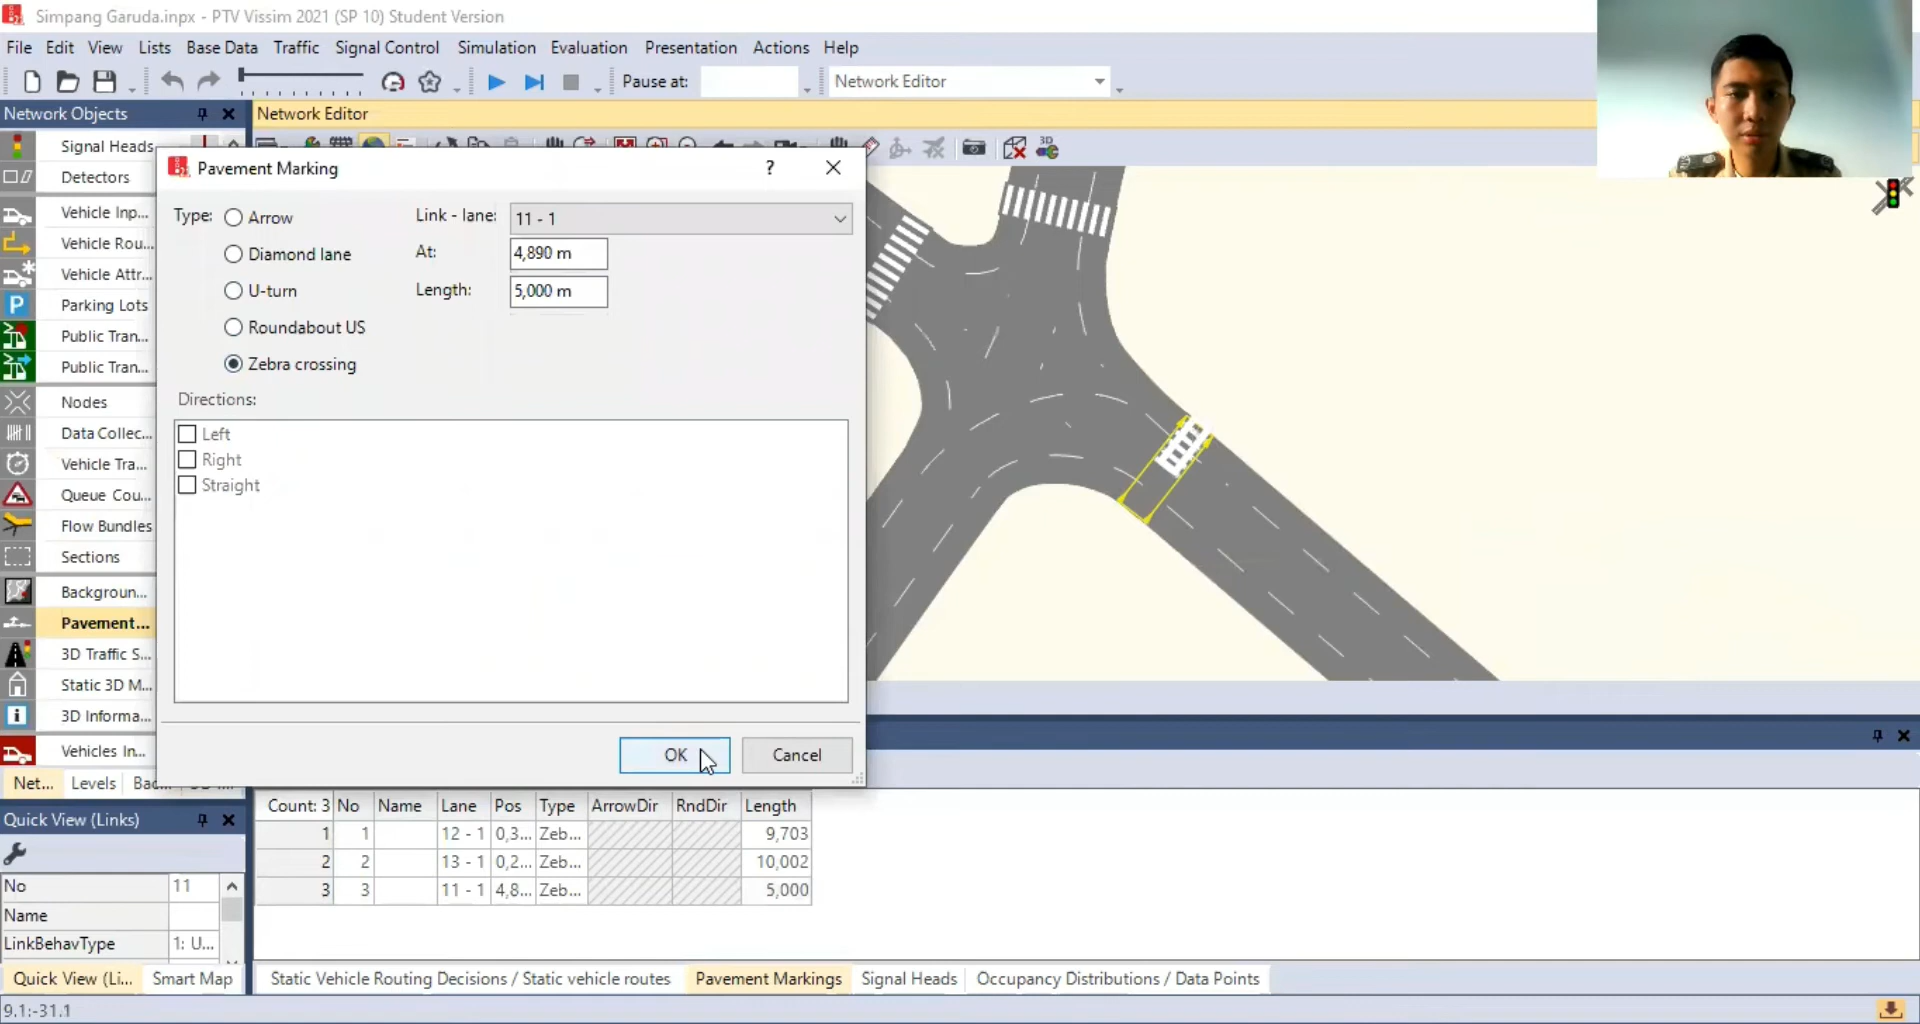 Simpang Garuda.inpx - PTV Vissim 2021 (SP 10) Student Version
File Edit View Lists Base Data Traffic Signal Control Simulation Evaluation Presentation Actions Help
Pause at: Network Editor
Network Objects
Network Editor
Signal Heads
Detectors
Vehicle Inp...
Vehicle Rou...
Vehicle Attr...
Parking Lots
Public Tran...
Public Tran...
Nodes
Data Collec...
Vehicle Tra...
Queue Cou...
Flow Bundles
Sections
Backgroun...
Pavement...
3D Traffic S...
Static 3D M...
3D Informa...
Vehicles In...
Net... Levels Bac...
Pavement Marking
?
Type:
Arrow
Diamond lane
U-turn
Roundabout US
Zebra crossing
Link - lane: 11 - 1
At: 4,890 m
Length: 5,000 m
Directions:
Left
Right
Straight
OK Cancel
3D
Quick View (Links)
No 11
Name
LinkBehavType 1: U...
Quick View (Li... Smart Map
Count: 3 No Name Lane Pos Type ArrowDir RndDir Length
1 1 12 - 1 0,3... Zeb... 9,703
2 2 13 - 1 0,2... Zeb... 10,002
3 3 11 - 1 4,8... Zeb... 5,000
Static Vehicle Routing Decisions / Static vehicle routes Pavement Markings Signal Heads Occupancy Distributions / Data Points
9.1:-31.1